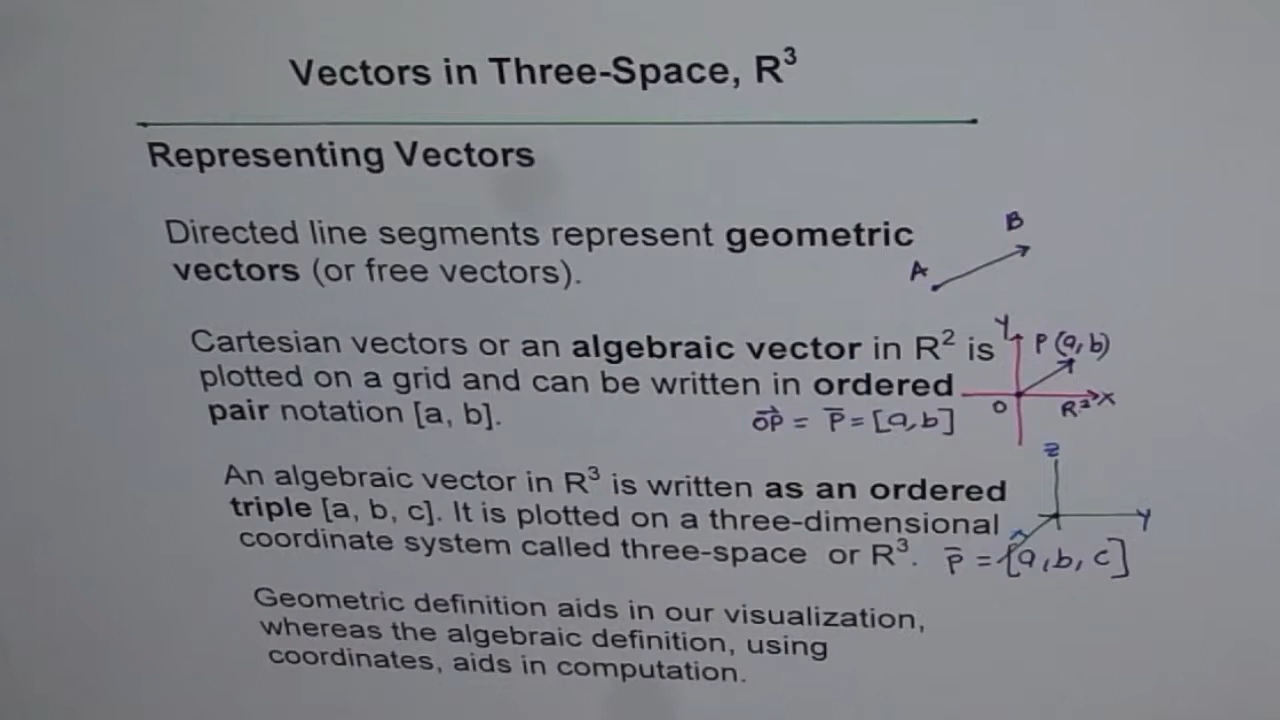 Vectors in Three-Space, R³
Representing Vectors
Directed line segments represent geometric
vectors (or free vectors).
A B
Cartesian vectors or an algebraic vector in R² is
plotted on a grid and can be written in ordered
pair notation [a, b].
Y P(a,b)
O R² X
OP⃗ = p̅ = [a,b]
An algebraic vector in R³ is written as an ordered
triple [a, b, c]. It is plotted on a three-dimensional
coordinate system called three-space or R³.
Z
Y
p̅ = [a,b,c]
Geometric definition aids in our visualization,
whereas the algebraic definition, using
coordinates, aids in computation.